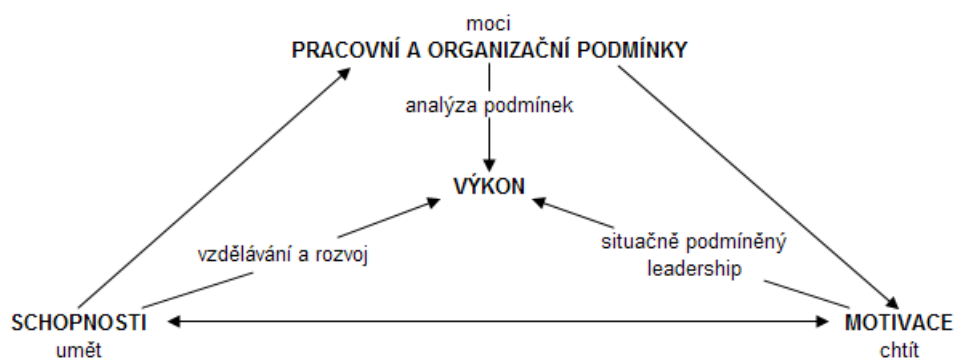 moci
PRACOVNÍ A ORGANIZAČNÍ PODMÍNKY
analýza podmínek
VÝKON
vzdělávání a rozvoj
situačně podmíněný
leadership
SCHOPNOSTI
umět
MOTIVACE
chtít